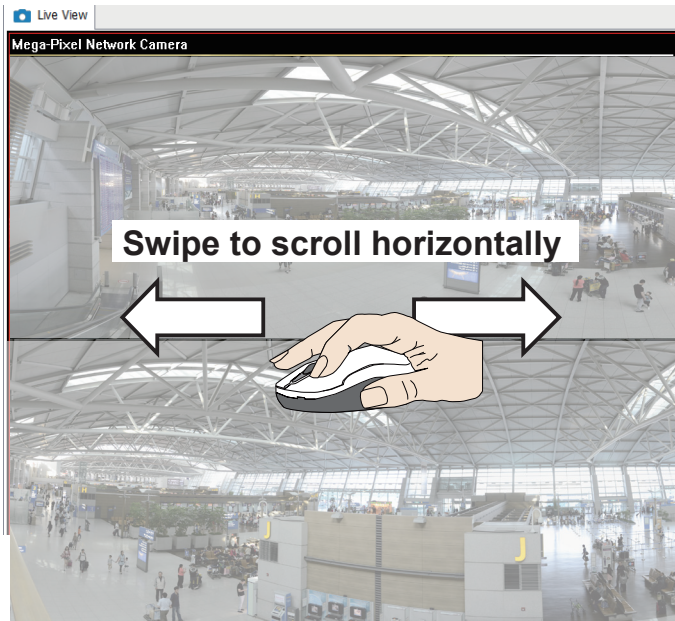 Live View
Mega-Pixel Network Camera
Swipe to scroll horizontally
J
J